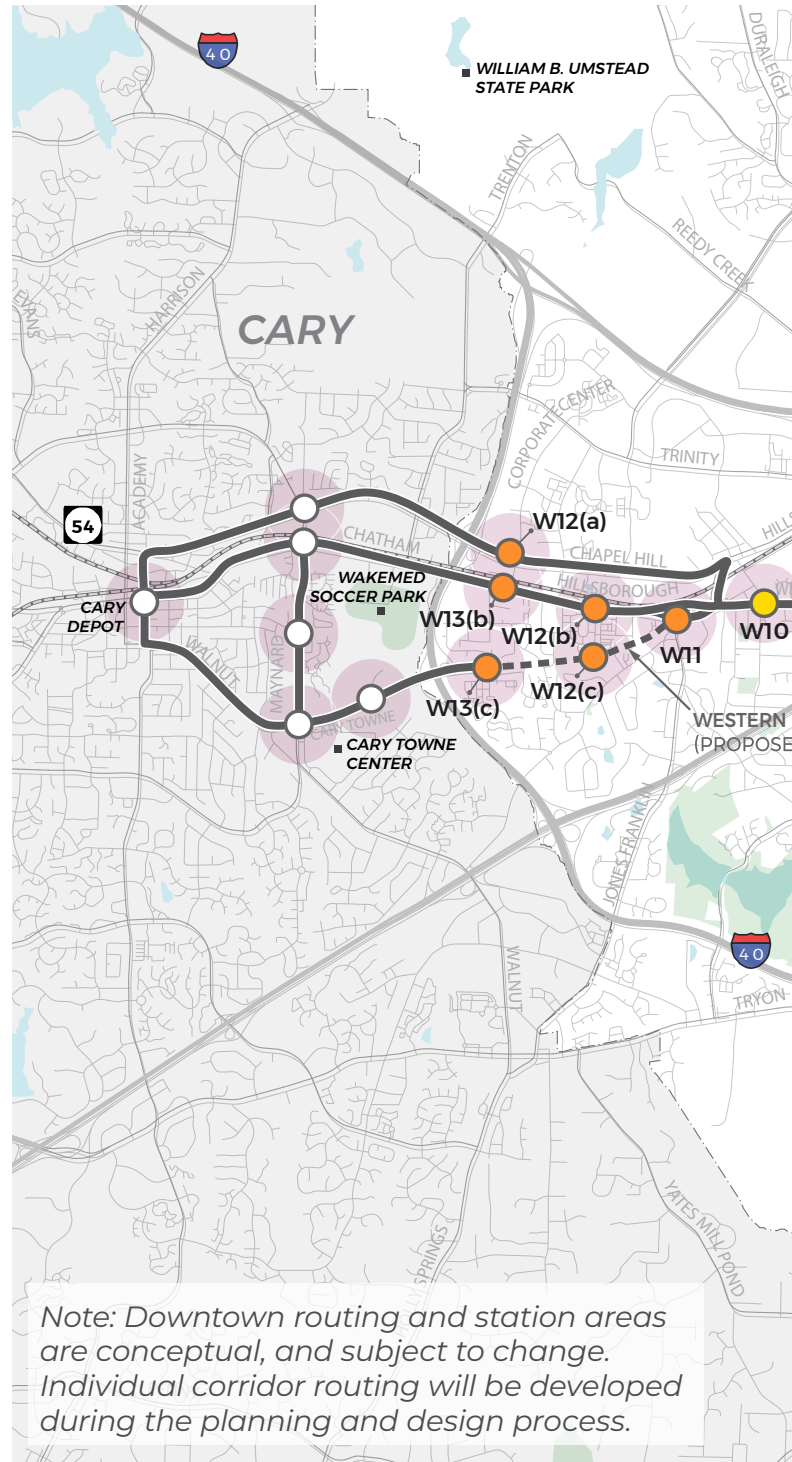 40
WILLIAM B. UMSTEAD
STATE PARK
DURALEIGH
TRENTON
REEDY CREEK
EVANS
HARRISON
CARY
CORPORATE CENTER
TRINITY
ACADEMY
54
W12(a)
CHATHAM
CHAPEL HILL
HILLS
WAKEMED
SOCCER PARK
HILLSBOROUGH
CARY
DEPOT
W13(b)
W12(b)
W11
W10
WALNUT
MAYNARD
W12(c)
W13(c)
WESTERN
(PROPOSE
CARY TOWNE
CARY TOWNE
CENTER
JONES FRANKLIN
WALNUT
40
TRYON
YATES MILL POND
SPRINGS
Note: Downtown routing and station areas
are conceptual, and subject to change.
Individual corridor routing will be developed
during the planning and design process.